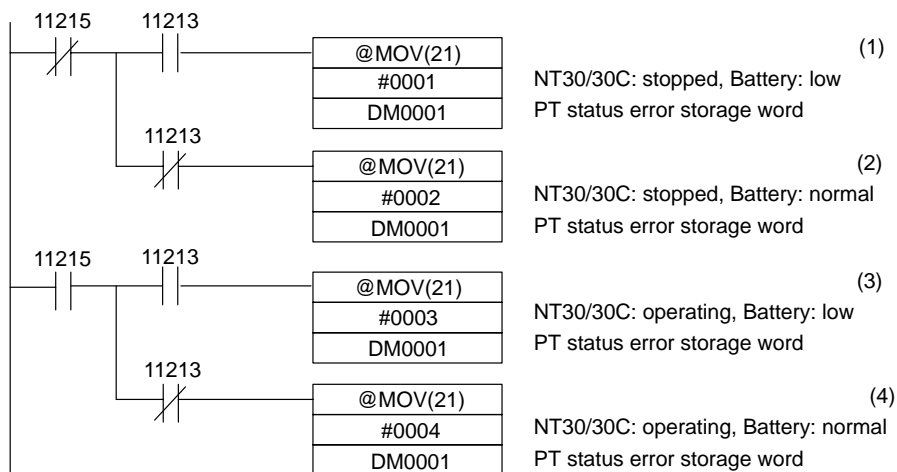 11215 11213
@MOV(21) (1)
#0001 NT30/30C: stopped, Battery: low
DM0001 PT status error storage word
11213
@MOV(21) (2)
#0002 NT30/30C: stopped, Battery: normal
DM0001 PT status error storage word
11215 11213
@MOV(21) (3)
#0003 NT30/30C: operating, Battery: low
DM0001 PT status error storage word
11213
@MOV(21) (4)
#0004 NT30/30C: operating, Battery: normal
DM0001 PT status error storage word